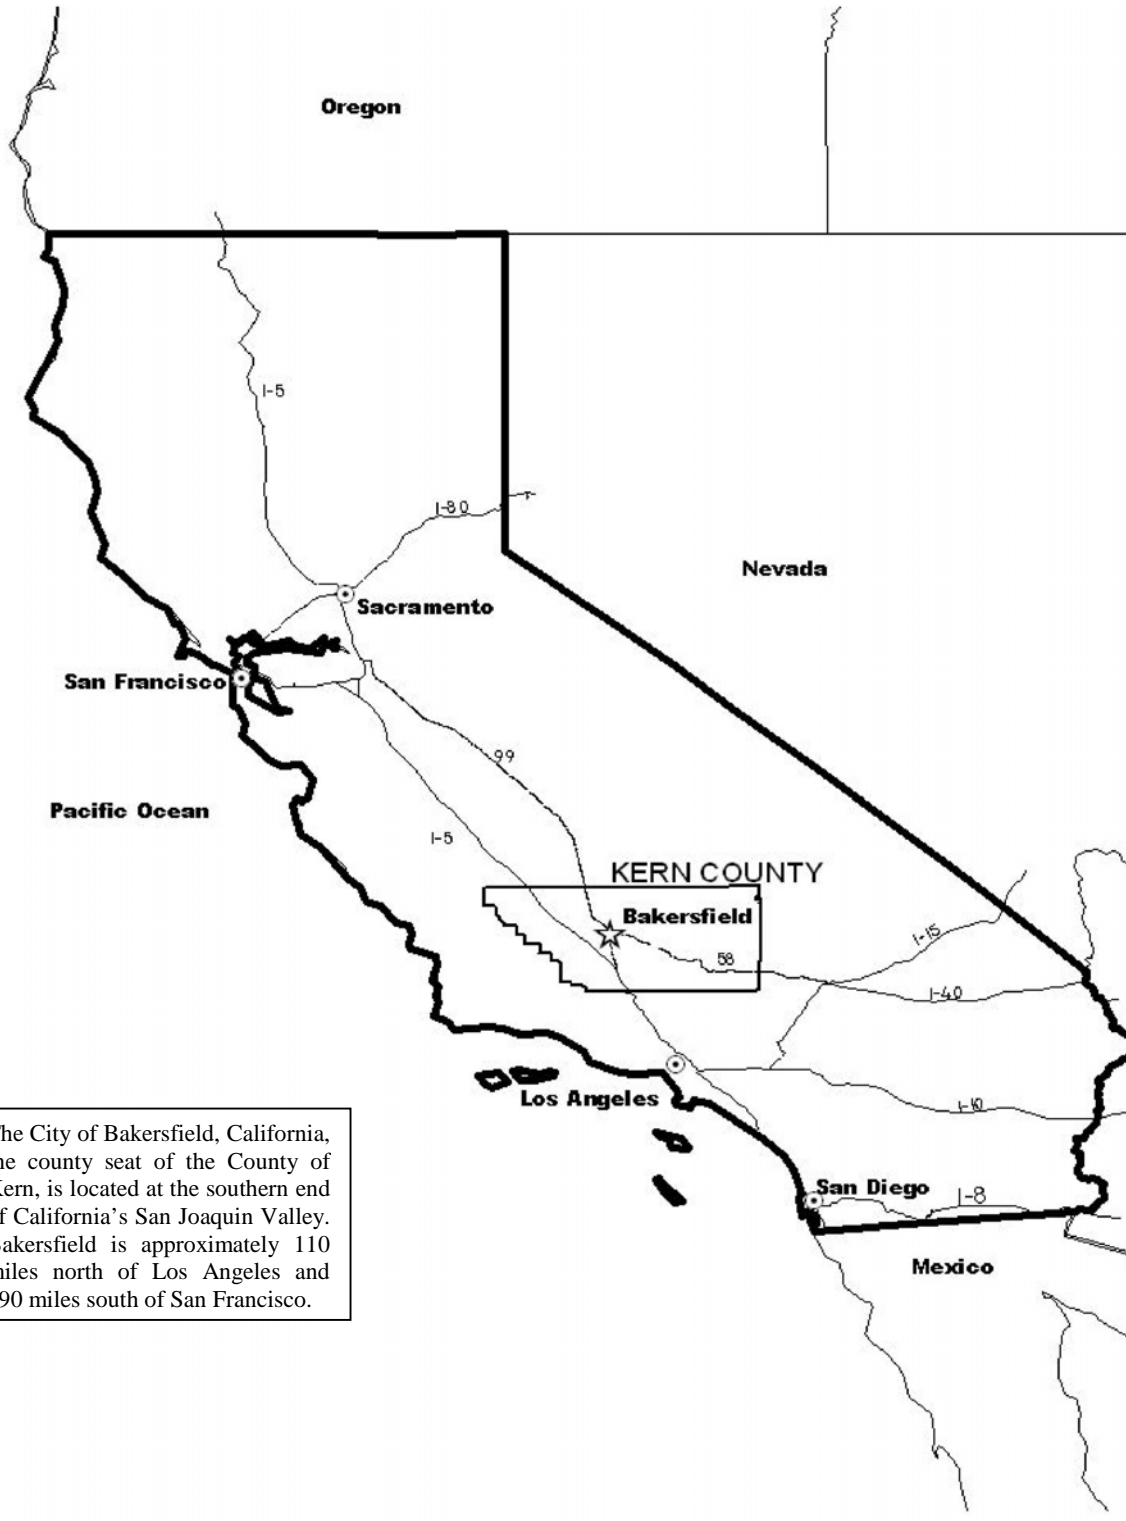 Oregon
I-5
I-80
Nevada
Sacramento
San Francisco
99
Pacific Ocean
I-5
KERN COUNTY
Bakersfield
I-15
58
I-40
Los Angeles
I-10
he City of Bakersfield, California,
he county seat of the County of
ern, is located at the southern end
f California's San Joaquin Valley.
akersfield is approximately 110
iles north of Los Angeles and
90 miles south of San Francisco.
San Diego
I-8
Mexico